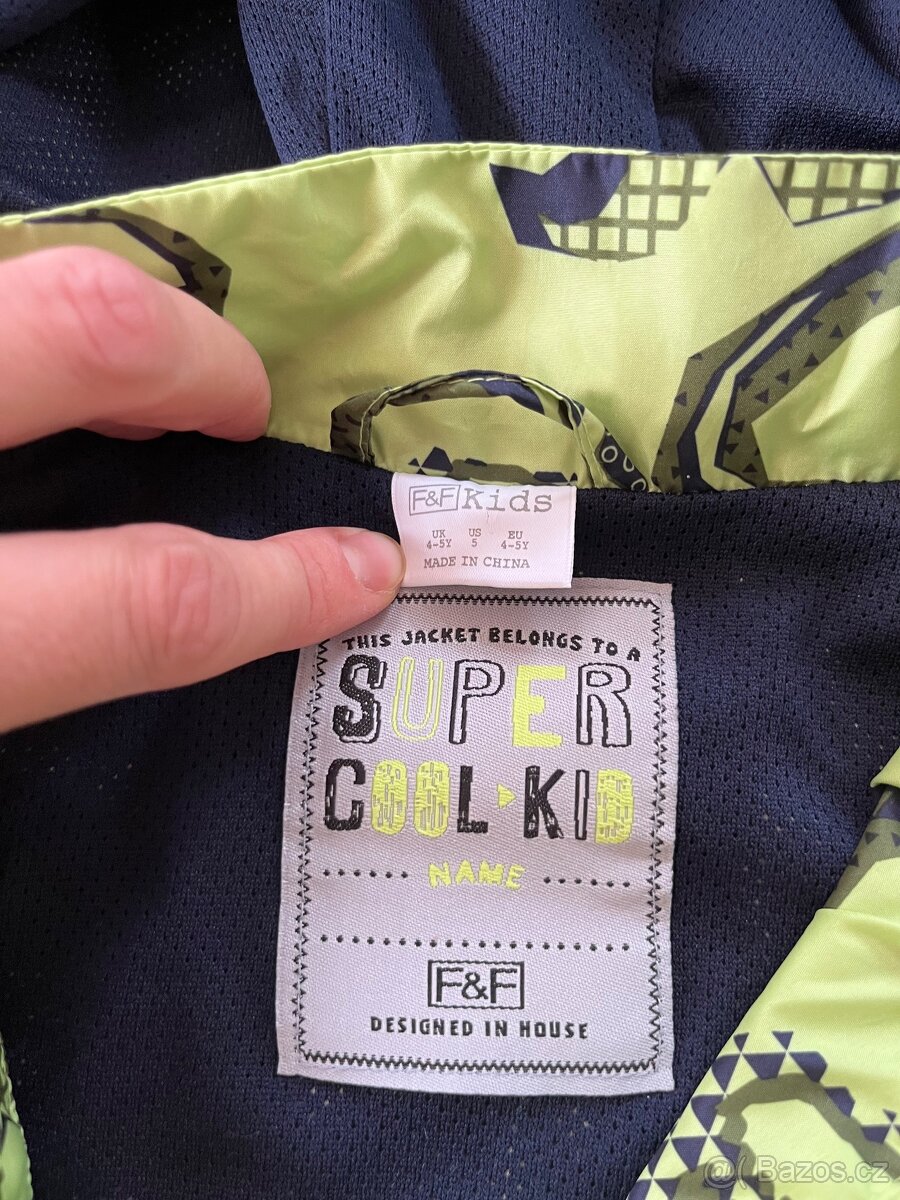 F&F Kids
UK US EU
4-5Y 5 4-5Y
MADE IN CHINA
THIS JACKET BELONGS TO A
SUPER
COOL KID
NAME
F&F
DESIGNED IN HOUSE
Bazos.cz